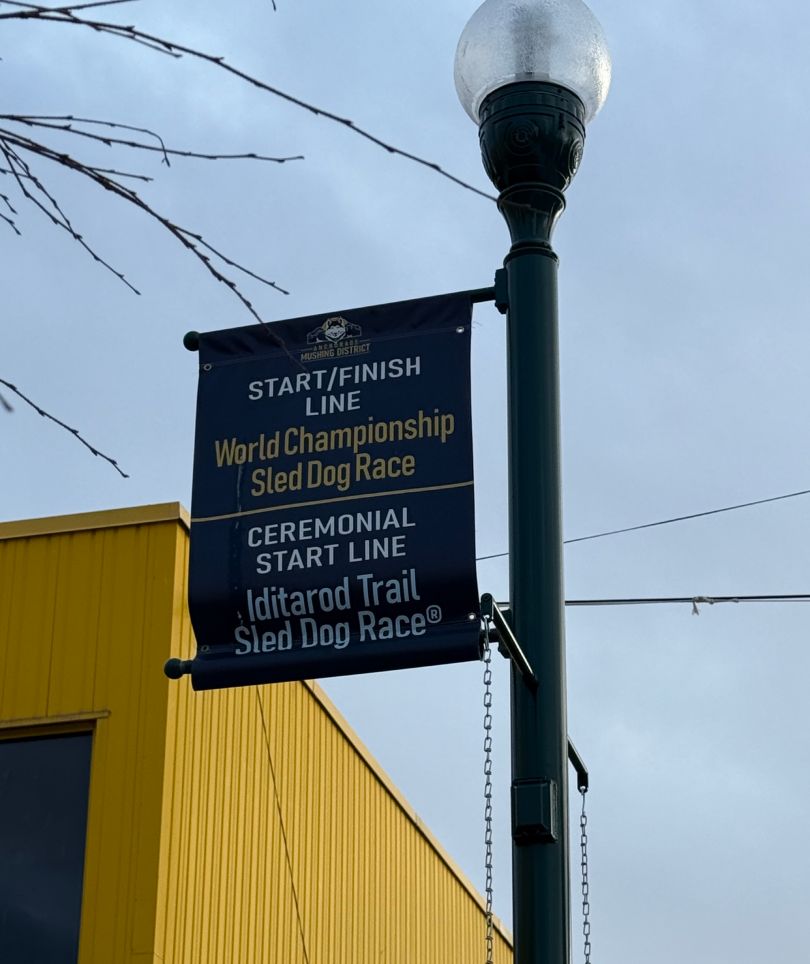 ANCHORAGE
MUSHING DISTRICT
START/FINISH
LINE
World Championship
Sled Dog Race
CEREMONIAL
START LINE
Iditarod Trail
Sled Dog Race®